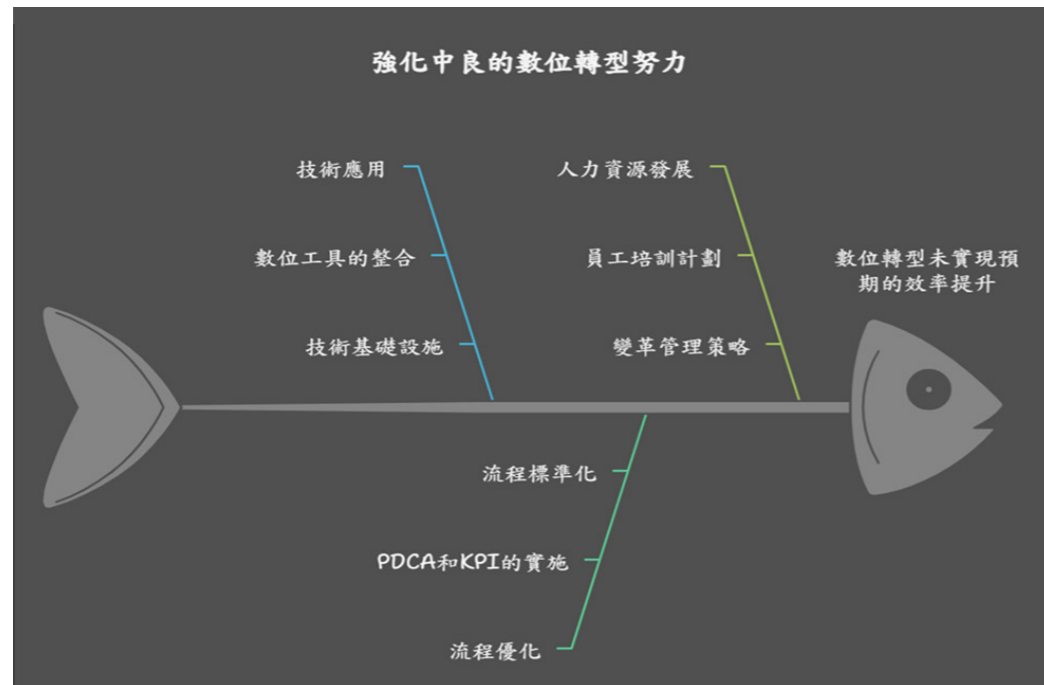 強化中良的數位轉型努力
技術應用
人力資源發展
數位工具的整合
員工培訓計劃
數位轉型未實現預
期的效率提升
技術基礎設施
變革管理策略
流程標準化
PDCA和KPI的實施
流程優化